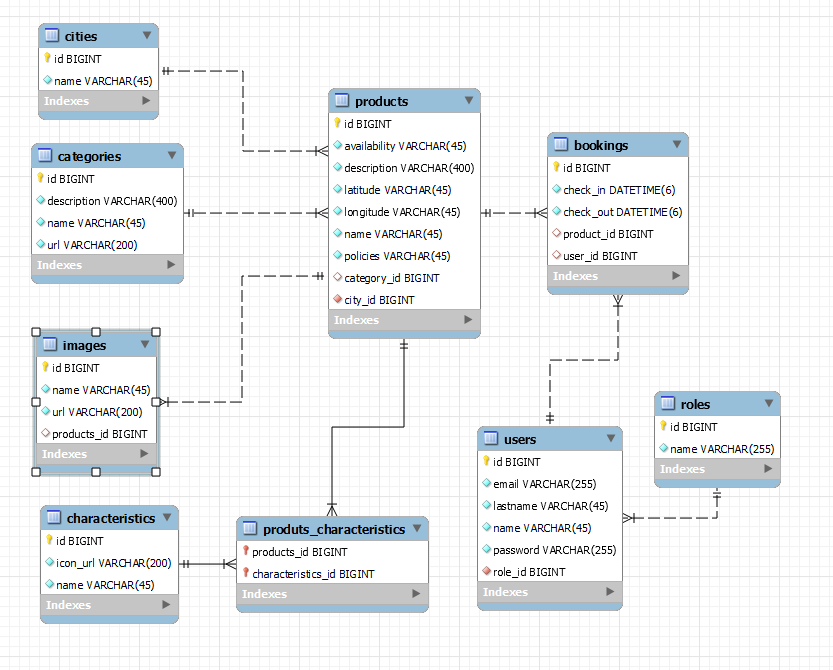 cities
id BIGINT
name VARCHAR(45)
Indexes
categories
id BIGINT
description VARCHAR(400)
name VARCHAR(45)
url VARCHAR(200)
Indexes
images
id BIGINT
name VARCHAR(45)
url VARCHAR(200)
products_id BIGINT
Indexes
characteristics
id BIGINT
icon_url VARCHAR(200)
name VARCHAR(45)
Indexes
products
id BIGINT
availability VARCHAR(45)
description VARCHAR(400)
latitude VARCHAR(45)
longitude VARCHAR(45)
name VARCHAR(45)
policies VARCHAR(45)
category_id BIGINT
city_id BIGINT
Indexes
produts_characteristics
products_id BIGINT
characteristics_id BIGINT
Indexes
bookings
id BIGINT
check_in DATETIME(6)
check_out DATETIME(6)
product_id BIGINT
user_id BIGINT
Indexes
users
id BIGINT
email VARCHAR(255)
lastname VARCHAR(45)
name VARCHAR(45)
password VARCHAR(255)
role_id BIGINT
Indexes
roles
id BIGINT
name VARCHAR(255)
Indexes